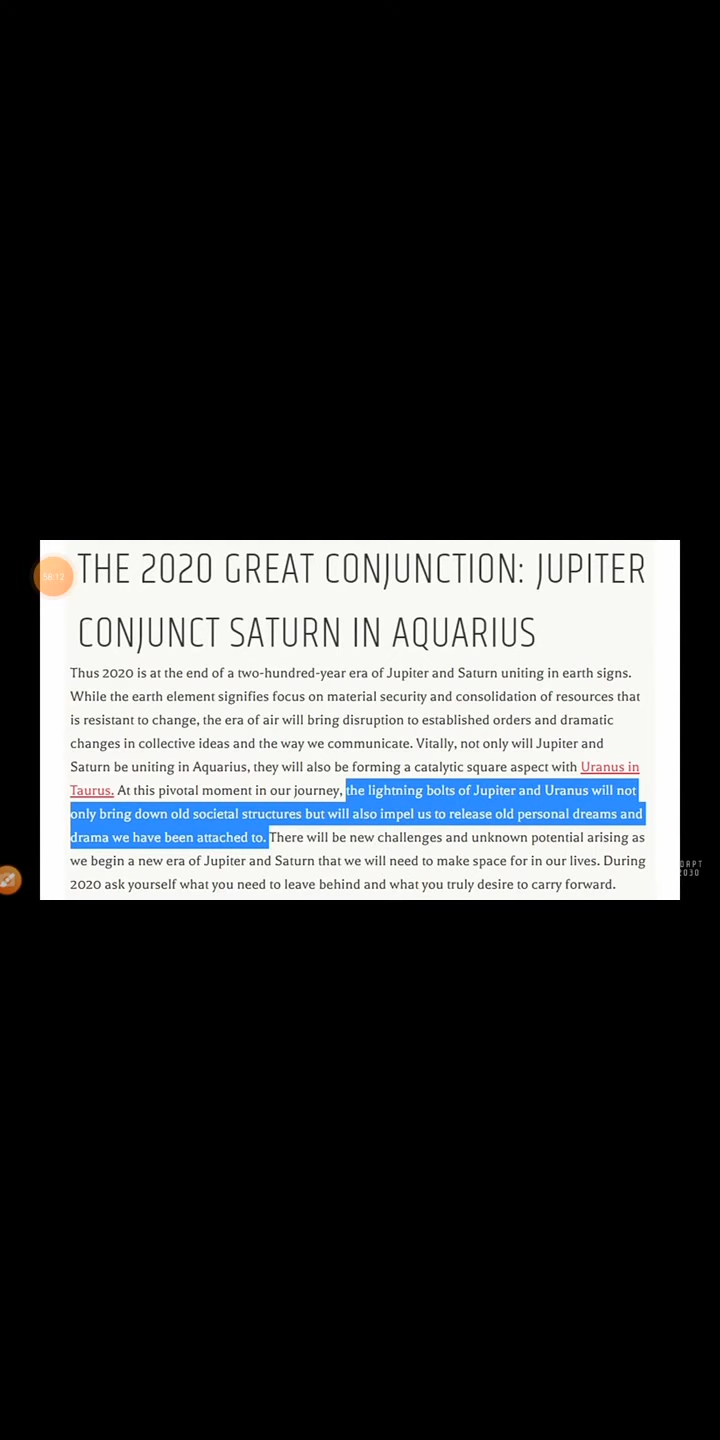 THE 2020 GREAT CONJUNCTION: JUPITER
CONJUNCT SATURN IN AQUARIUS
58:12
Thus 2020 is at the end of a two-hundred-year era of Jupiter and Saturn uniting in earth signs.
While the earth element signifies focus on material security and consolidation of resources that
is resistant to change, the era of air will bring disruption to established orders and dramatic
changes in collective ideas and the way we communicate. Vitally, not only will Jupiter and
Saturn be uniting in Aquarius, they will also be forming a catalytic square aspect with Uranus in
Taurus. At this pivotal moment in our journey, the lightning bolts of Jupiter and Uranus will not
only bring down old societal structures but will also impel us to release old personal dreams and
drama we have been attached to. There will be new challenges and unknown potential arising as
we begin a new era of Jupiter and Saturn that we will need to make space for in our lives. During
2020 ask yourself what you need to leave behind and what you truly desire to carry forward.
2030